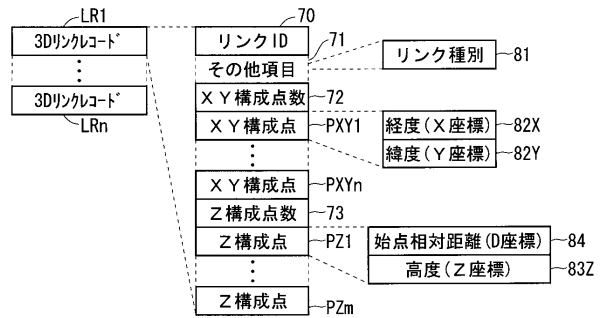 LR1
3Dリンクレコード
3Dリンクレコード
LRn
70
リンクID
71
その他項目
リンク種別
81
XY構成点数
72
XY構成点
PXY1
経度(X座標)
82X
緯度(Y座標)
82Y
XY構成点
PXYn
Z構成点数
73
Z構成点
PZ1
始点相対距離(D座標)
84
高度(Z座標)
83Z
Z構成点
PZm